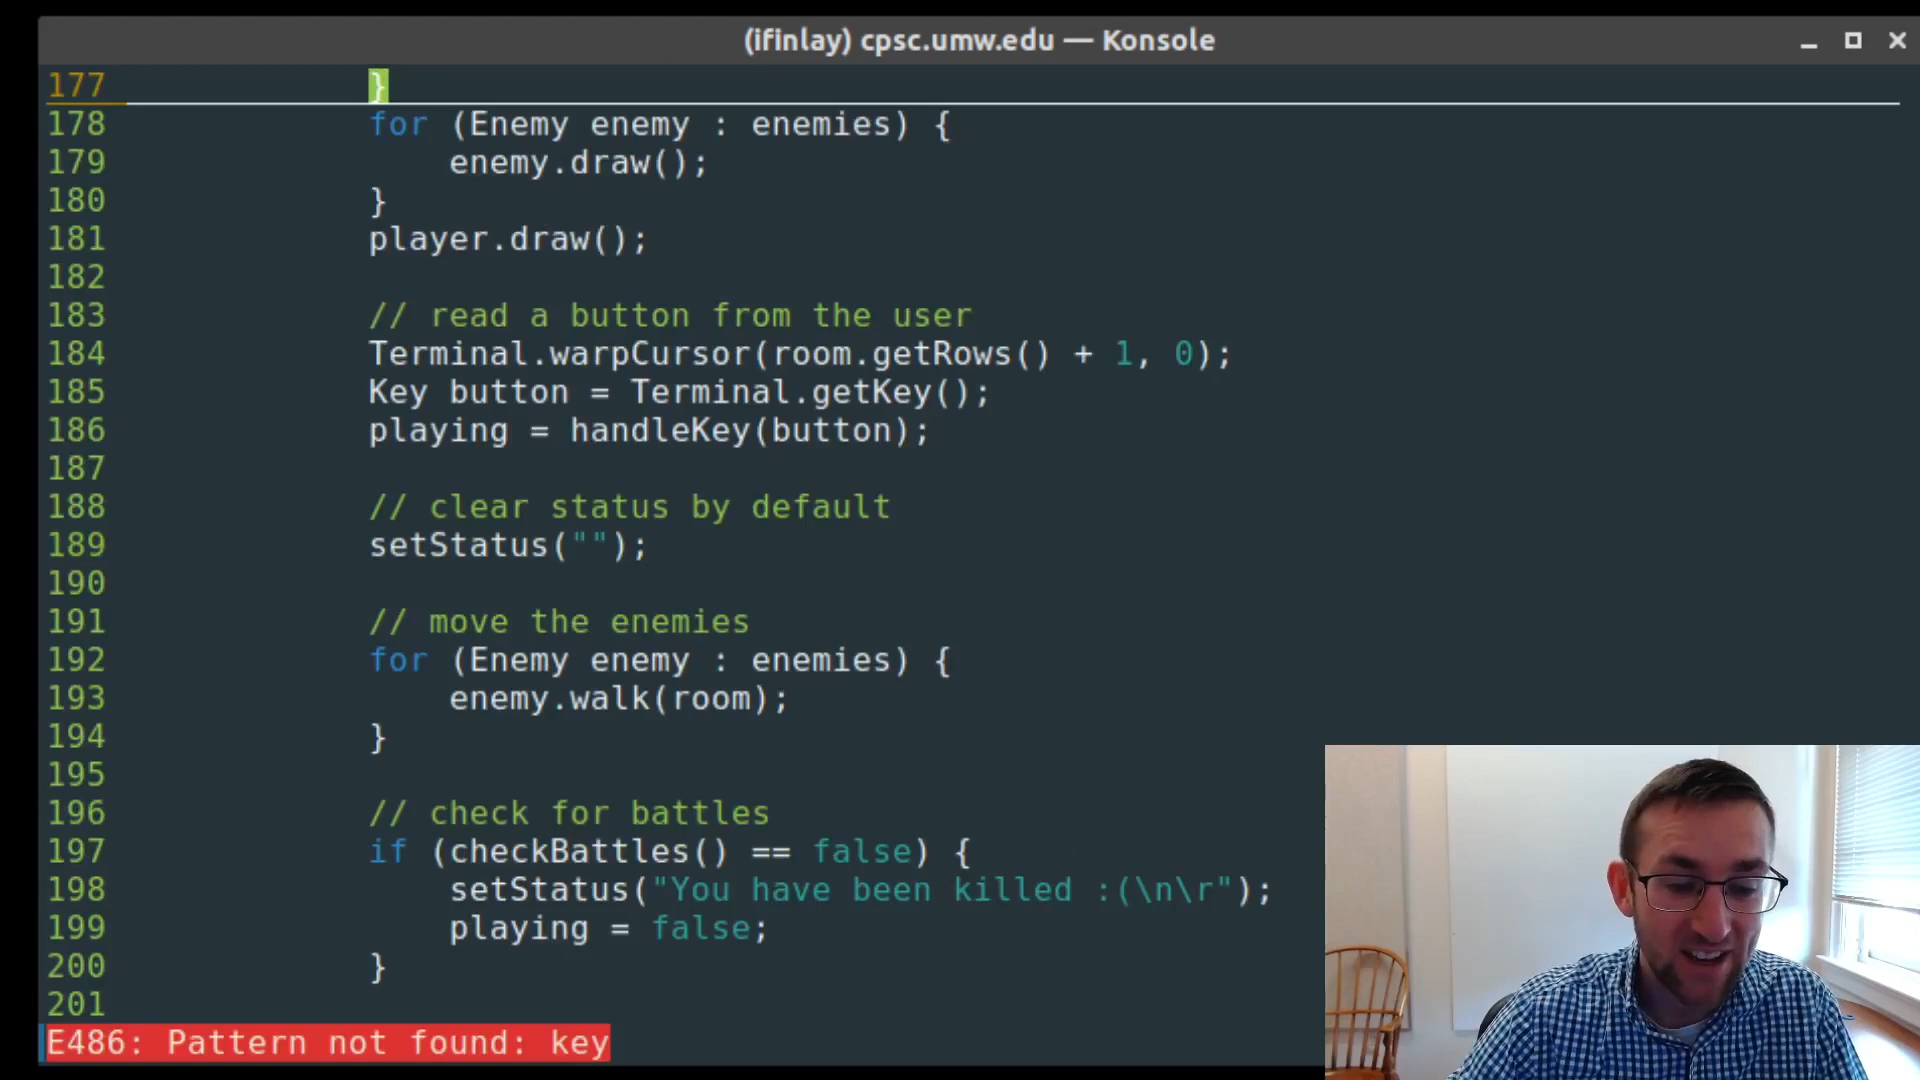 (ifinlay) cpsc.umw.edu — Konsole
177 }
178 for (Enemy enemy : enemies) {
179 enemy.draw();
180 }
181 player.draw();
182
183 // read a button from the user
184 Terminal.warpCursor(room.getRows() + 1, 0);
185 Key button = Terminal.getKey();
186 playing = handleKey(button);
187
188 // clear status by default
189 setStatus("");
190
191 // move the enemies
192 for (Enemy enemy : enemies) {
193 enemy.walk(room);
194 }
195
196 // check for battles
197 if (checkBattles() == false) {
198 setStatus("You have been killed :(\n\r");
199 playing = false;
200 }
201
E486: Pattern not found: key